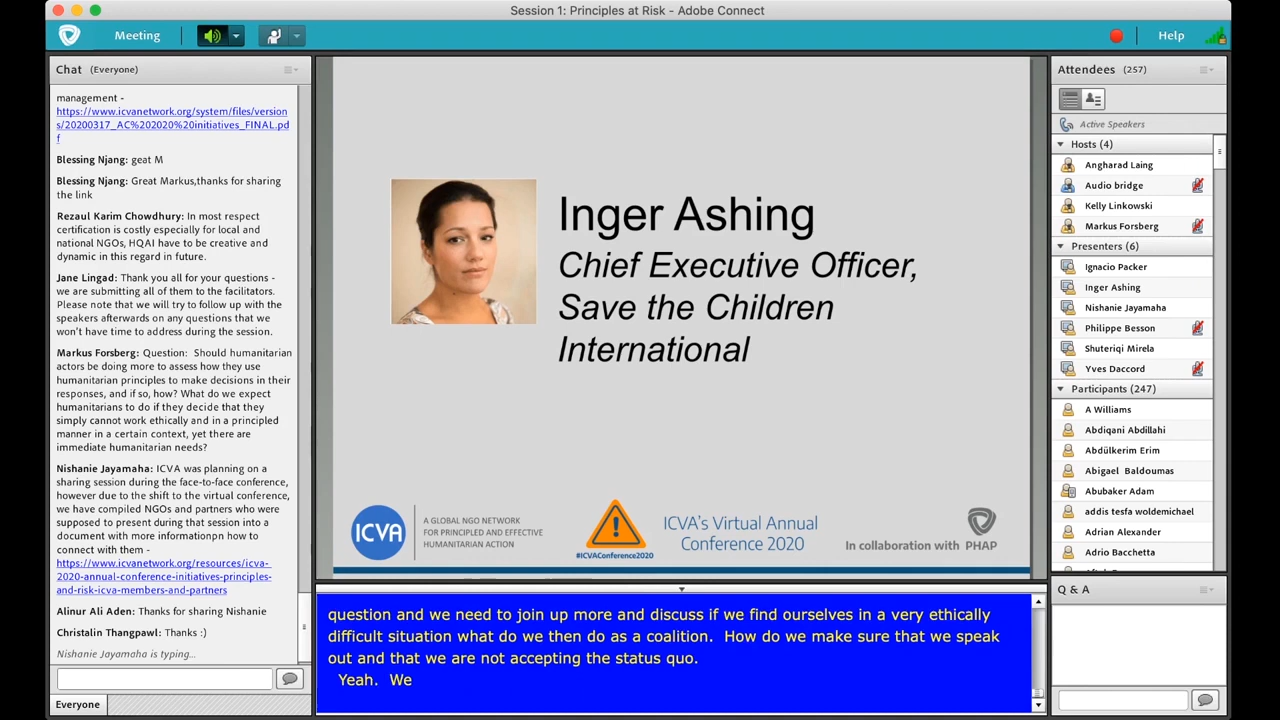 Session 1: Principles at Risk - Adobe Connect
Meeting
Help
Chat (Everyone)
management -
https://www.icvanetwork.org/system/files/version
s/20200317_AC%202020%20initiatives_FINAL.pd
f
Blessing Njang: geat M
Blessing Njang: Great Markus,thanks for sharing
the link
Rezaul Karim Chowdhury: In most respect
certification is costly especially for local and
national NGOs, HQAI have to be creative and
dynamic in this regard in future.
Jane Lingad: Thank you all for your questions -
we are submitting all of them to the facilitators.
Please note that we will try to follow up with the
speakers afterwards on any questions that we
won't have time to address during the session.
Markus Forsberg: Question:  Should humanitarian
actors be doing more to assess how they use
humanitarian principles to make decisions in their
responses, and if so, how? What do we expect
humanitarians to do if they decide that they
simply cannot work ethically and in a principled
manner in a certain context, yet there are
immediate humanitarian needs?
Nishanie Jayamaha: ICVA was planning on a
sharing session during the face-to-face conference,
however due to the shift to the virtual conference,
we have compiled NGOs and partners who were
supposed to present during that session into a
document with more informationpn how to
connect with them -
https://www.icvanetwork.org/resources/icva-
2020-annual-conference-initiatives-principles-
and-risk-icva-members-and-partners
Alinur Ali Aden: Thanks for sharing Nishanie
Christalin Thangpawl: Thanks :)
Nishanie Jayamaha is typing...
Everyone
Inger Ashing
Chief Executive Officer,
Save the Children
International
ICVA
A GLOBAL NGO NETWORK
FOR PRINCIPLED AND EFFECTIVE
HUMANITARIAN ACTION
#ICVAConference2020
ICVA's Virtual Annual
Conference 2020
In collaboration with PHAP
question and we need to join up more and discuss if we find ourselves in a very ethically
difficult situation what do we then do as a coalition.  How do we make sure that we speak
out and that we are not accepting the status quo.
Yeah.  We
Attendees (257)
Active Speakers
Hosts (4)
Angharad Laing
Audio bridge
Kelly Linkowski
Markus Forsberg
Presenters (6)
Ignacio Packer
Inger Ashing
Nishanie Jayamaha
Philippe Besson
Shuteriqi Mirela
Yves Daccord
Participants (247)
A Williams
Abdiqani Abdillahi
Abdülkerim Erim
Abigael Baldoumas
Abubaker Adam
addis tesfa woldemichael
Adrian Alexander
Adrio Bacchetta
Q & A